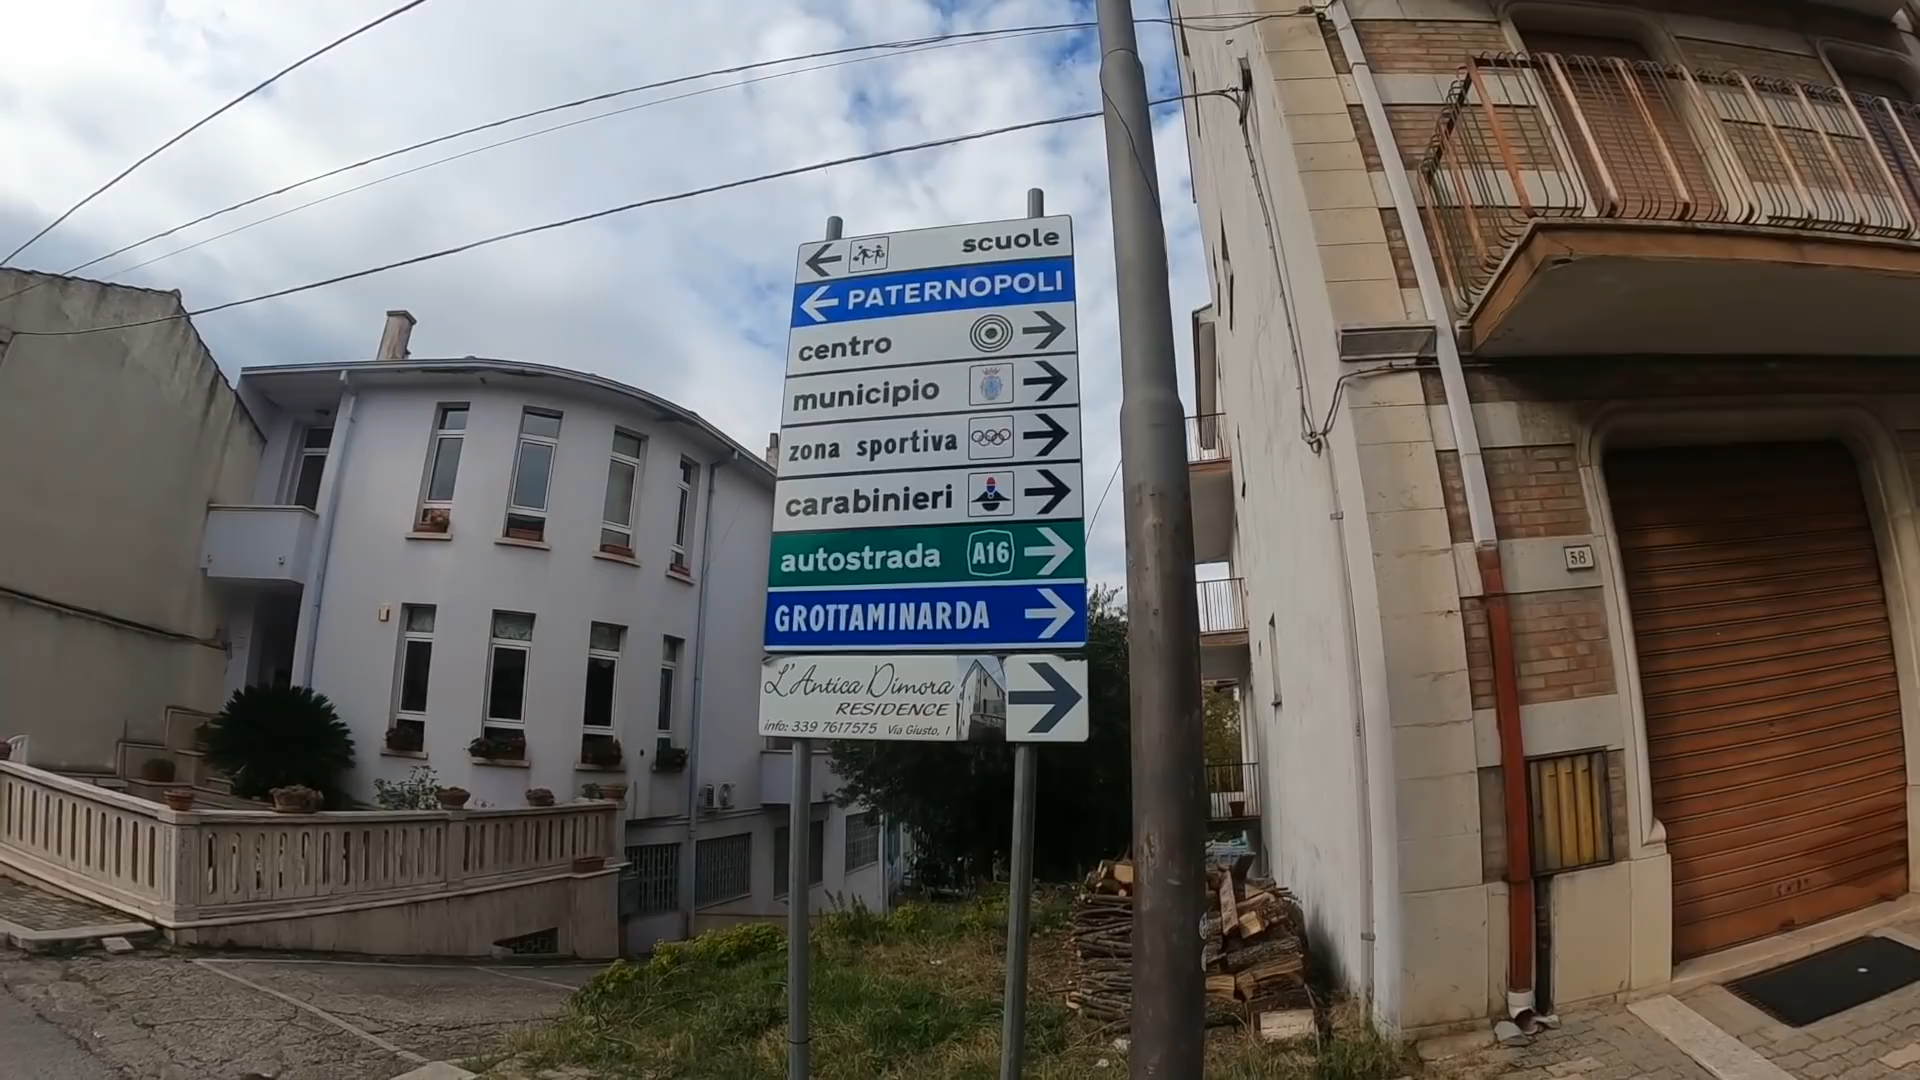 scuole
PATERNOPOLI
centro
municipio
zona sportiva
carabinieri
autostrada A16
GROTTAMINARDA
L'Antica Dimora
RESIDENCE
info: 339 7617575 Via Giusto, 1
58